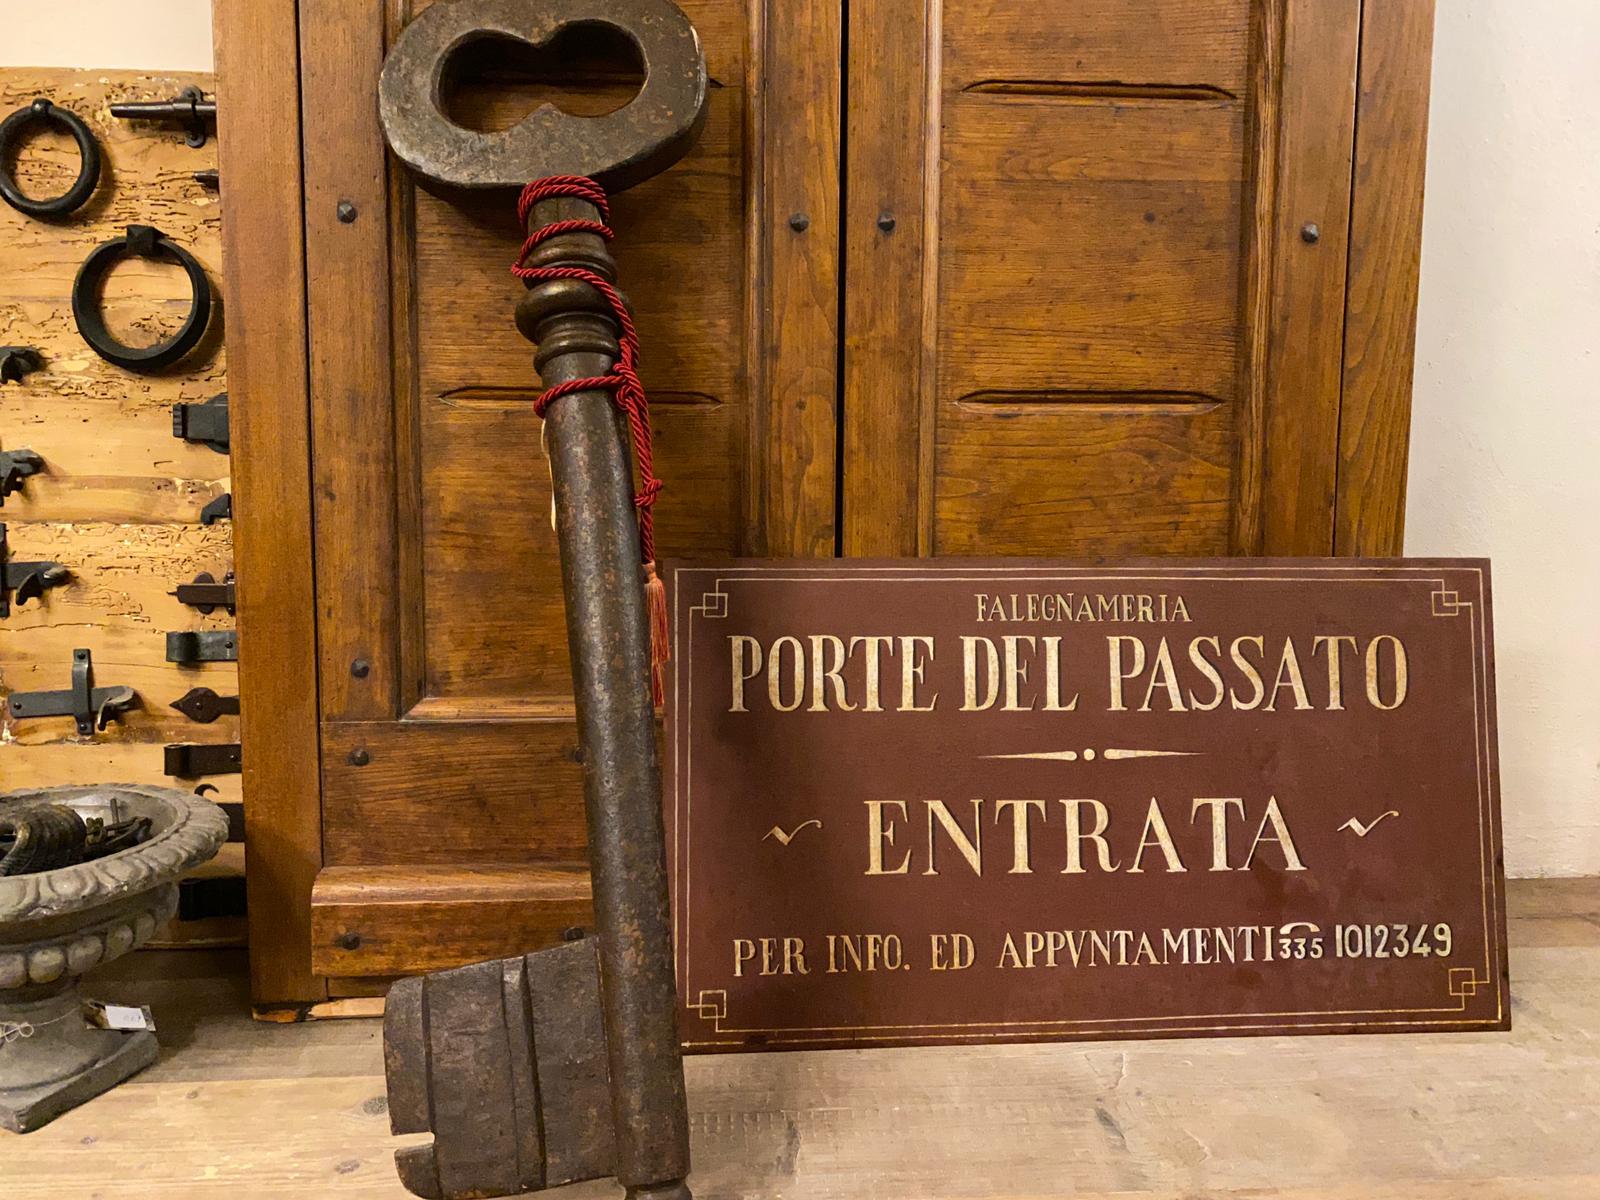 FALEGNAMERIA
PORTE DEL PASSATO
ENTRATA
PER INFO. ED APPVNTAMENTI 335 1012349